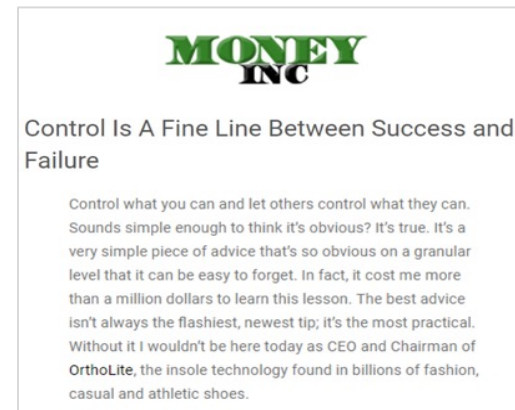 MONEY
INC
Control Is A Fine Line Between Success and
Failure
Control what you can and let others control what they can.
Sounds simple enough to think it's obvious? It's true. It's a
very simple piece of advice that's so obvious on a granular
level that it can be easy to forget. In fact, it cost me more
than a million dollars to learn this lesson. The best advice
isn't always the flashiest, newest tip; it's the most practical.
Without it I wouldn't be here today as CEO and Chairman of
OrthoLite, the insole technology found in billions of fashion,
casual and athletic shoes.